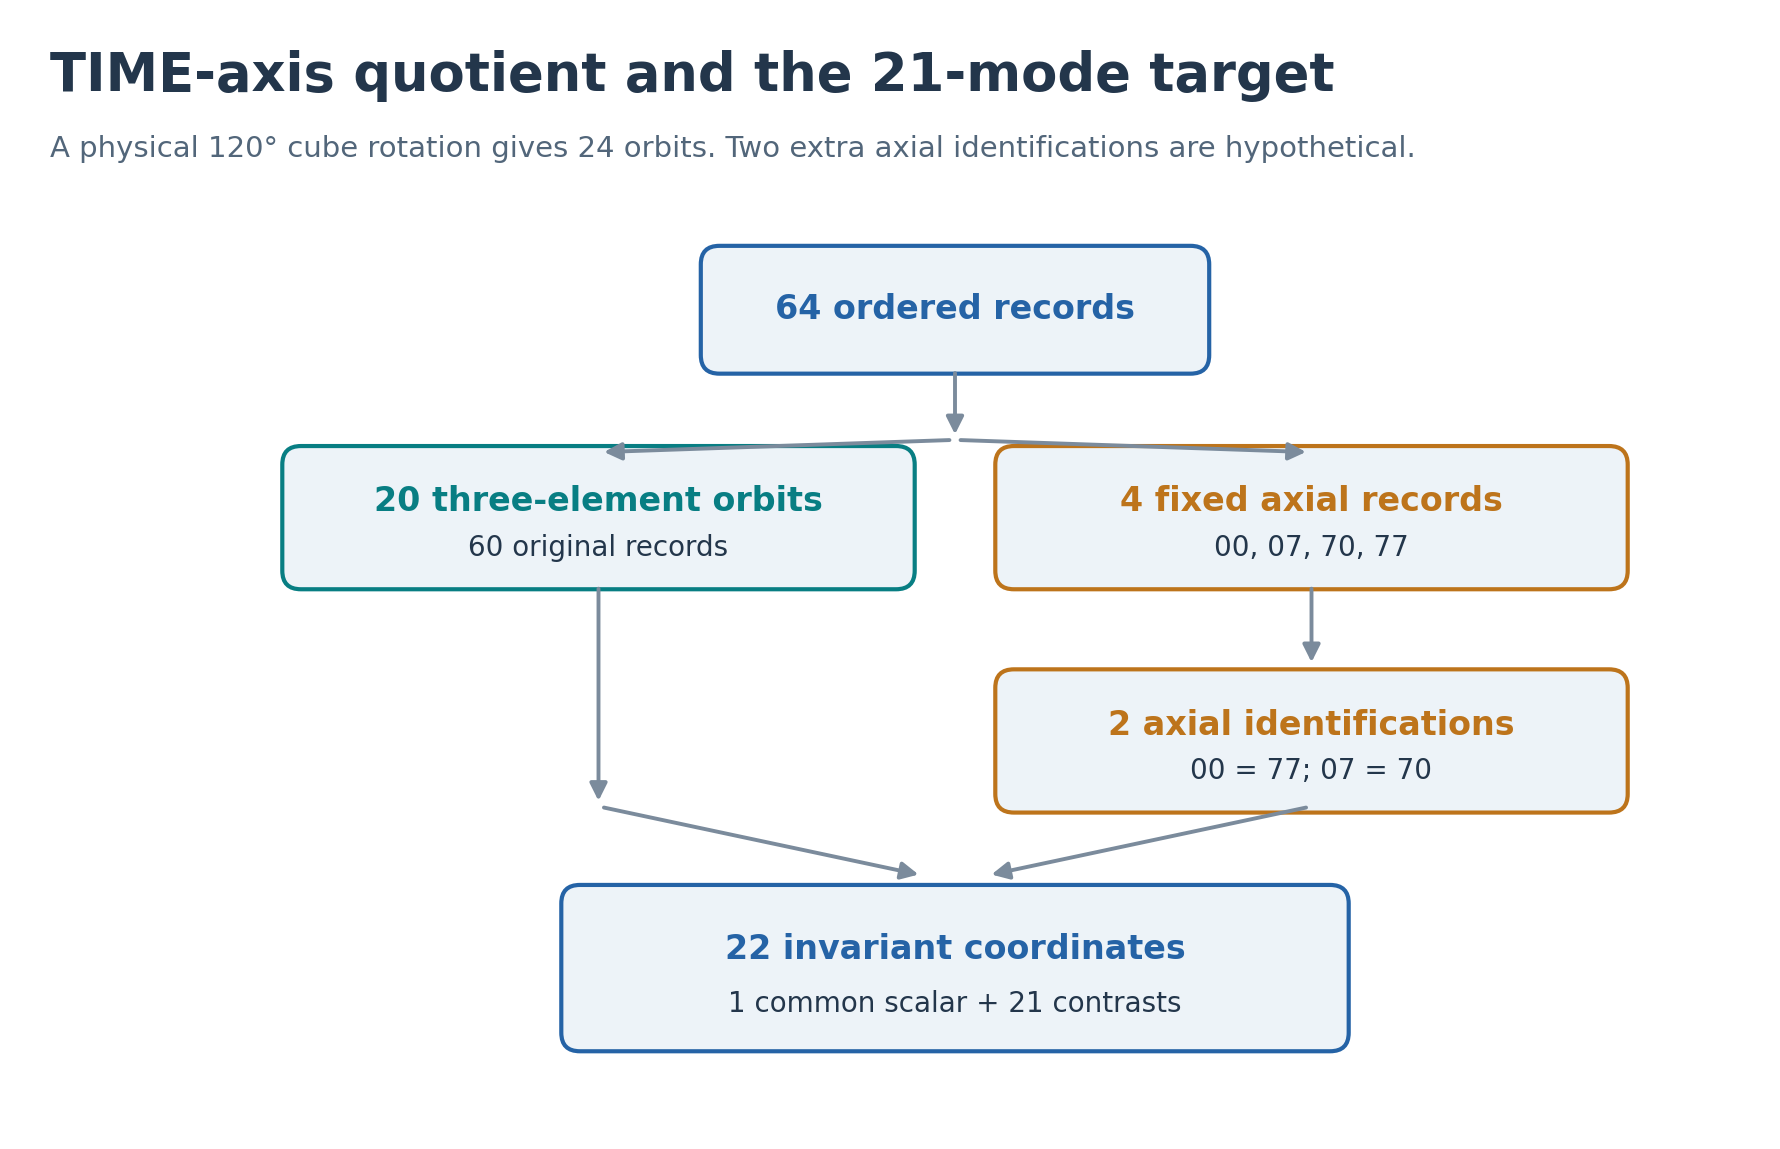 TIME-axis quotient and the 21-mode target
A physical 120° cube rotation gives 24 orbits. Two extra axial identifications are hypothetical.
64 ordered records
20 three-element orbits
60 original records
4 fixed axial records
00, 07, 70, 77
2 axial identifications
00 = 77; 07 = 70
22 invariant coordinates
1 common scalar + 21 contrasts